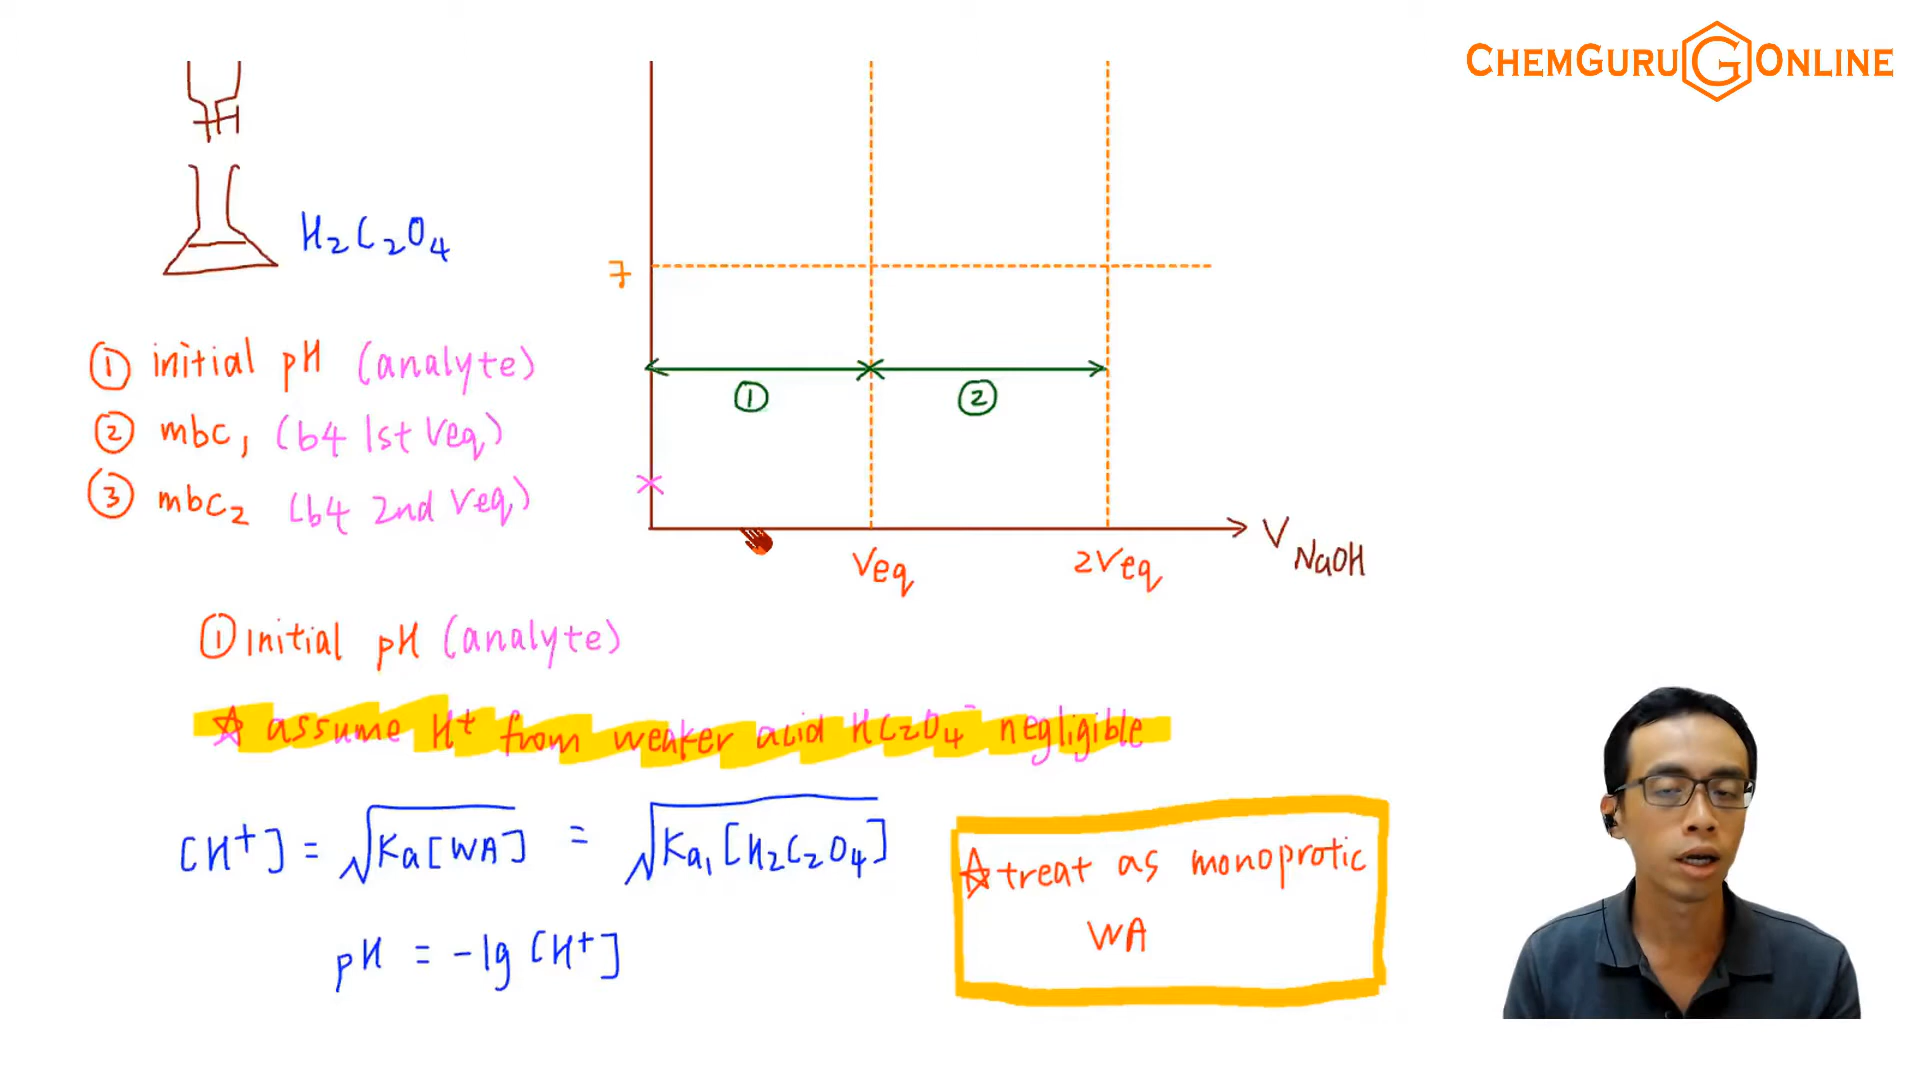 CHEMGURU G ONLINE
H₂C₂O₄
7
① initial pH (analyte)
② mbc₁ (b4 1st Veq)
③ mbc₂ (b4 2nd Veq)
① ②
Veq 2Veq V NaOH
① Initial pH (analyte)
☆ assume H⁺ from weaker acid HC₂O₄⁻ negligible
[H⁺] = √Ka[WA] = √Ka₁[H₂C₂O₄]
pH = -lg [H⁺]
☆ treat as monoprotic
WA